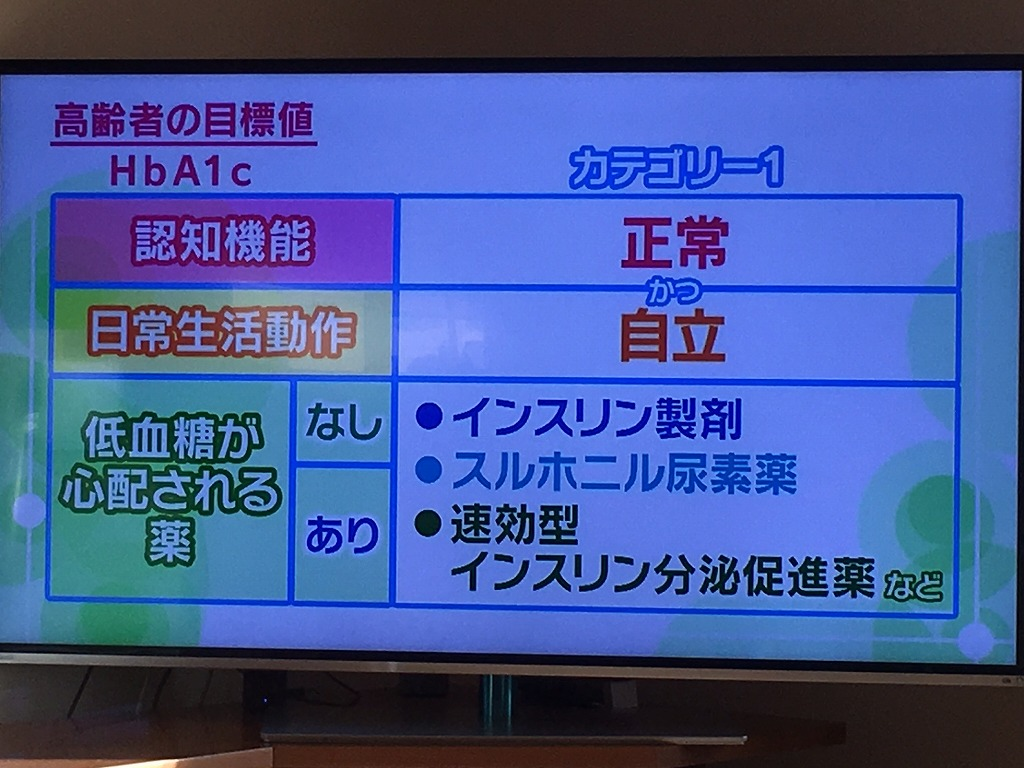 高齢者の目標値
HbA1c
カテゴリー1
認知機能
正常
かつ
日常生活動作
自立
低血糖が
心配される
薬
なし
あり
●インスリン製剤
●スルホニル尿素薬
●速効型
インスリン分泌促進薬 など